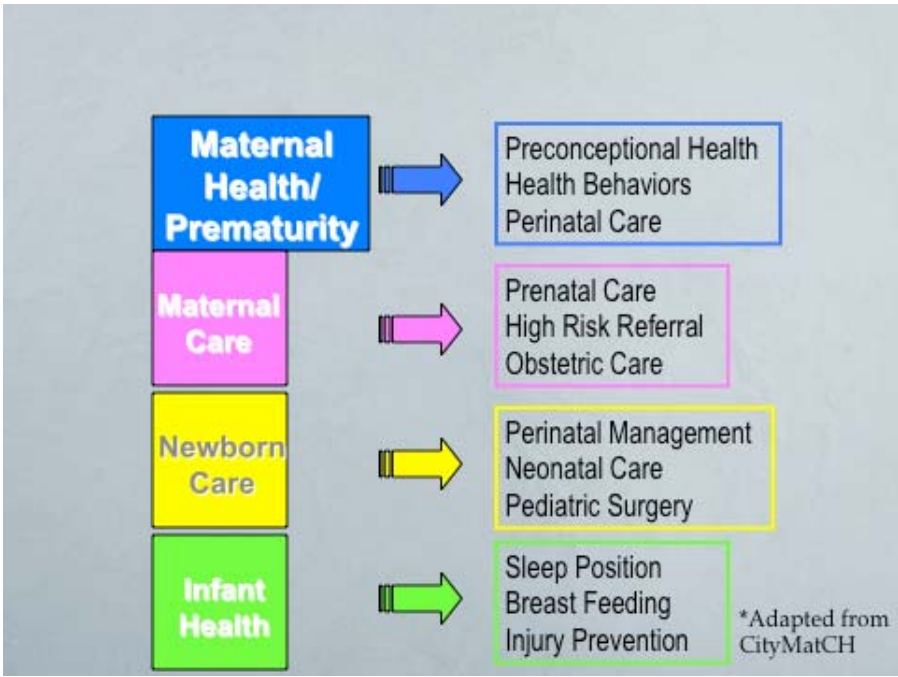 Maternal
Health/
Prematurity
Preconceptional Health
Health Behaviors
Perinatal Care
Maternal
Care
Prenatal Care
High Risk Referral
Obstetric Care
Newborn
Care
Perinatal Management
Neonatal Care
Pediatric Surgery
Infant
Health
Sleep Position
Breast Feeding
Injury Prevention
*Adapted from
CityMatCH